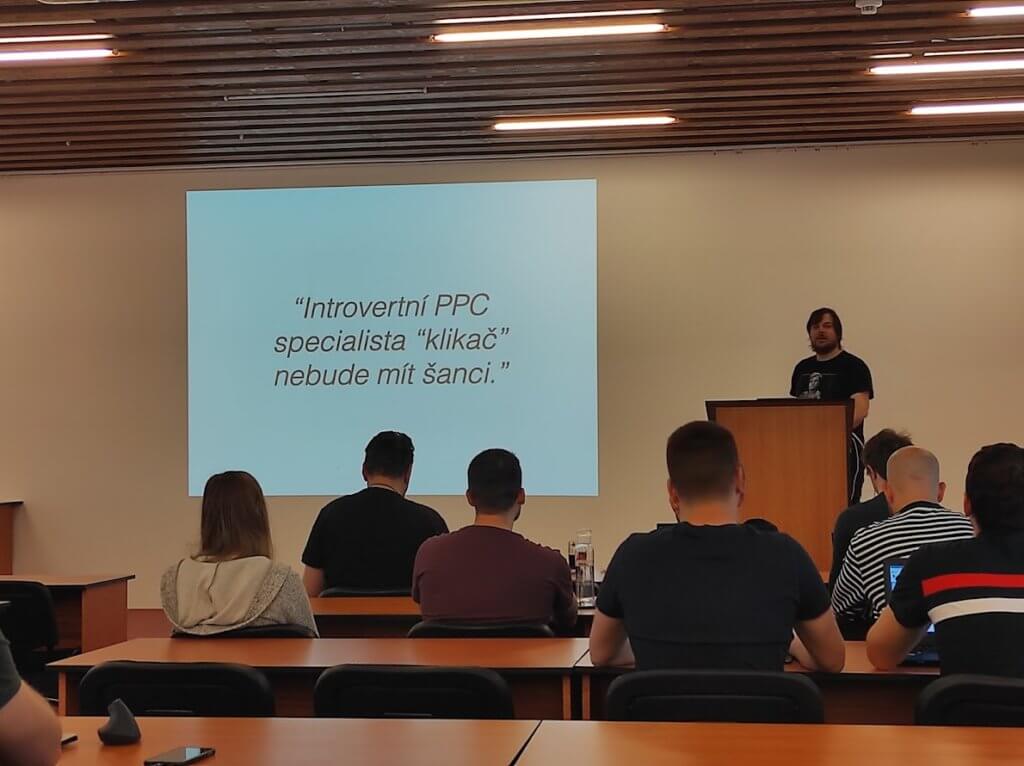 “Introvertní PPC
specialista “klikač”
nebude mít šanci.”